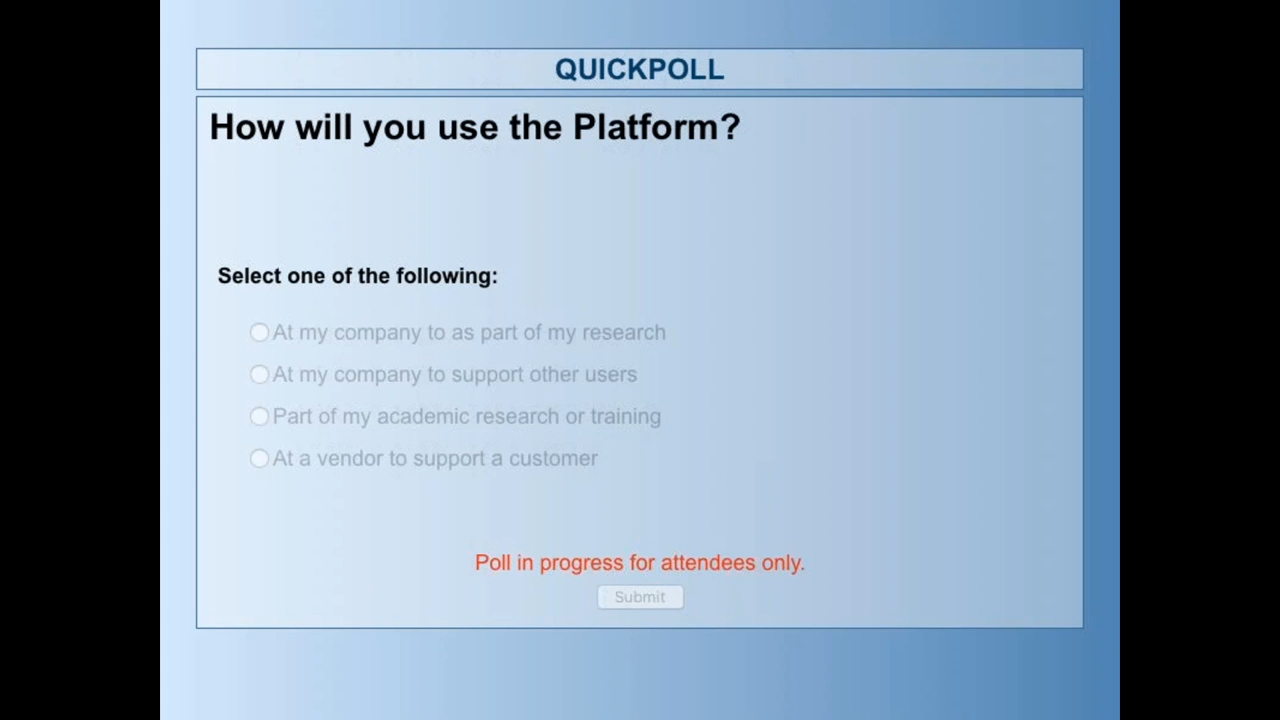 QUICKPOLL
How will you use the Platform?
Select one of the following:
At my company to as part of my research
At my company to support other users
Part of my academic research or training
At a vendor to support a customer
Poll in progress for attendees only.
Submit